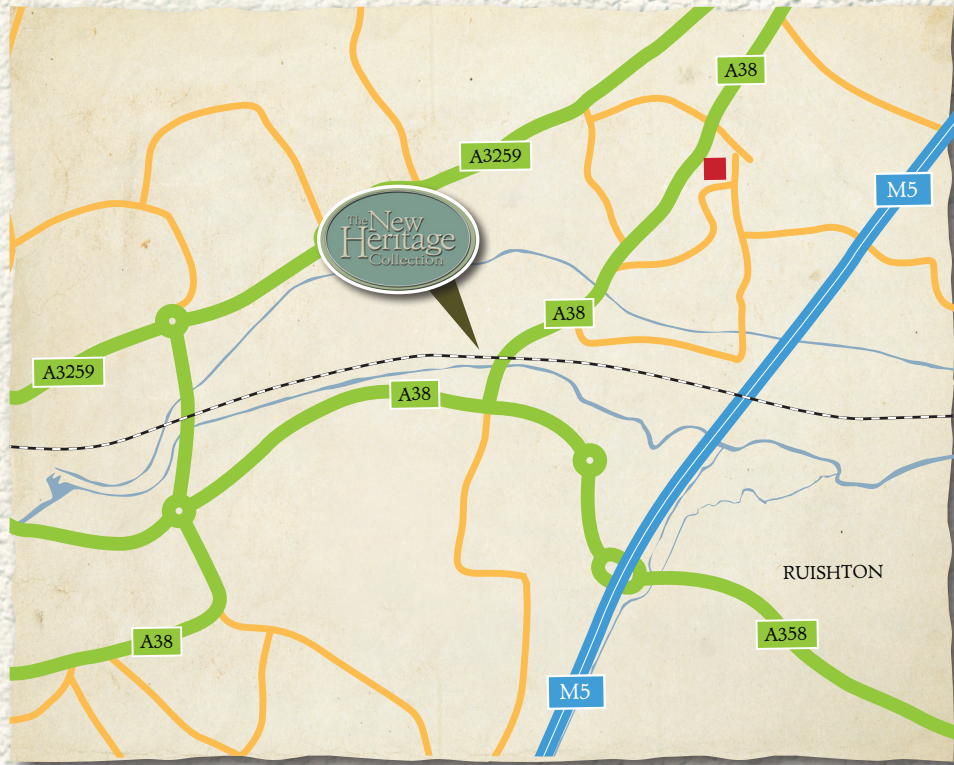 A38
A3259
M5
The New
Heritage
Collection
A38
A3259
A38
RUISHTON
A358
A38
M5